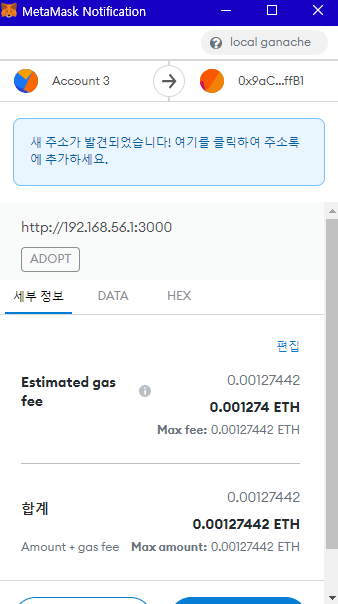 MetaMask Notification
local ganache
Account 3
0x9aC...ffB1
새 주소가 발견되었습니다! 여기를 클릭하여 주소록
에 추가하세요.
http://192.168.56.1:3000
ADOPT
세부 정보 DATA HEX
편집
Estimated gas
fee
0.00127442
0.001274 ETH
Max fee: 0.00127442 ETH
합계
0.00127442
0.00127442 ETH
Amount + gas fee Max amount: 0.00127442 ETH